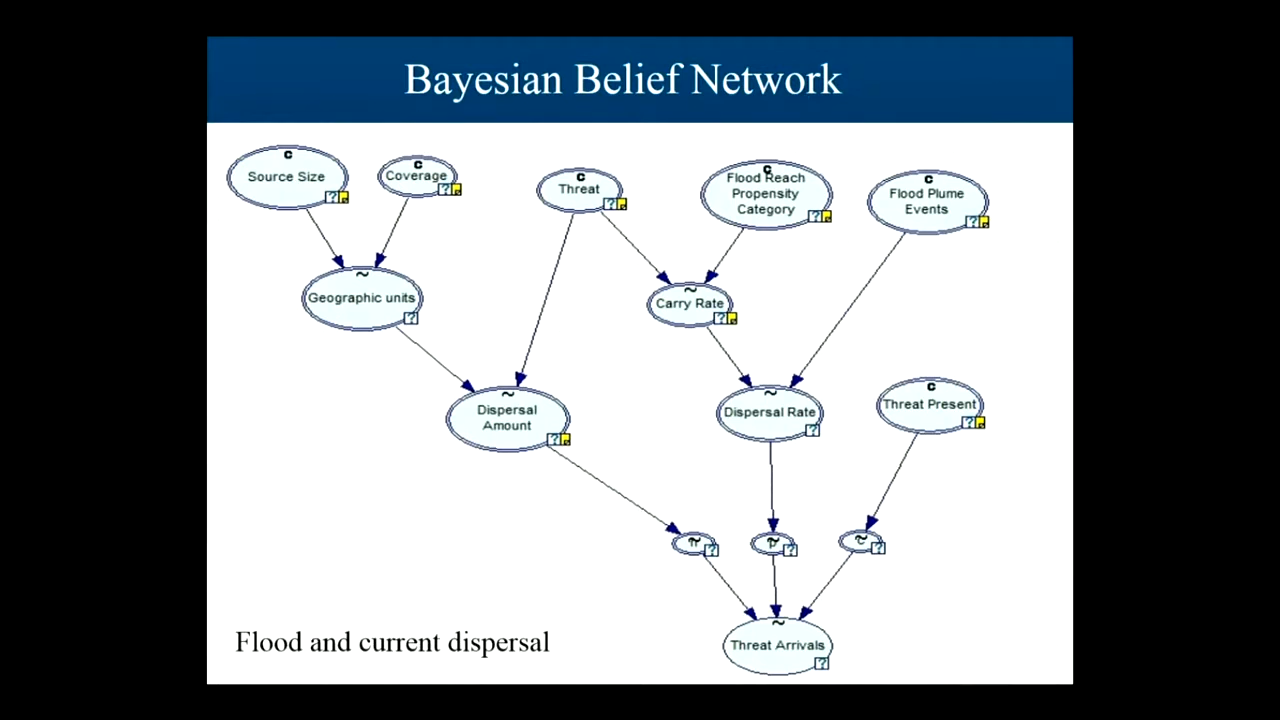 Bayesian Belief Network
c
Source Size
?
c
Coverage
?
c
Threat
?
c
Flood Reach
Propensity
Category
?
c
Flood Plume
Events
?
~
Geographic units
?
~
Carry Rate
?
~
Dispersal
Amount
?
~
Dispersal Rate
?
c
Threat Present
?
~
n
?
~
p
?
~
c
?
~
Threat Arrivals
?
Flood and current dispersal